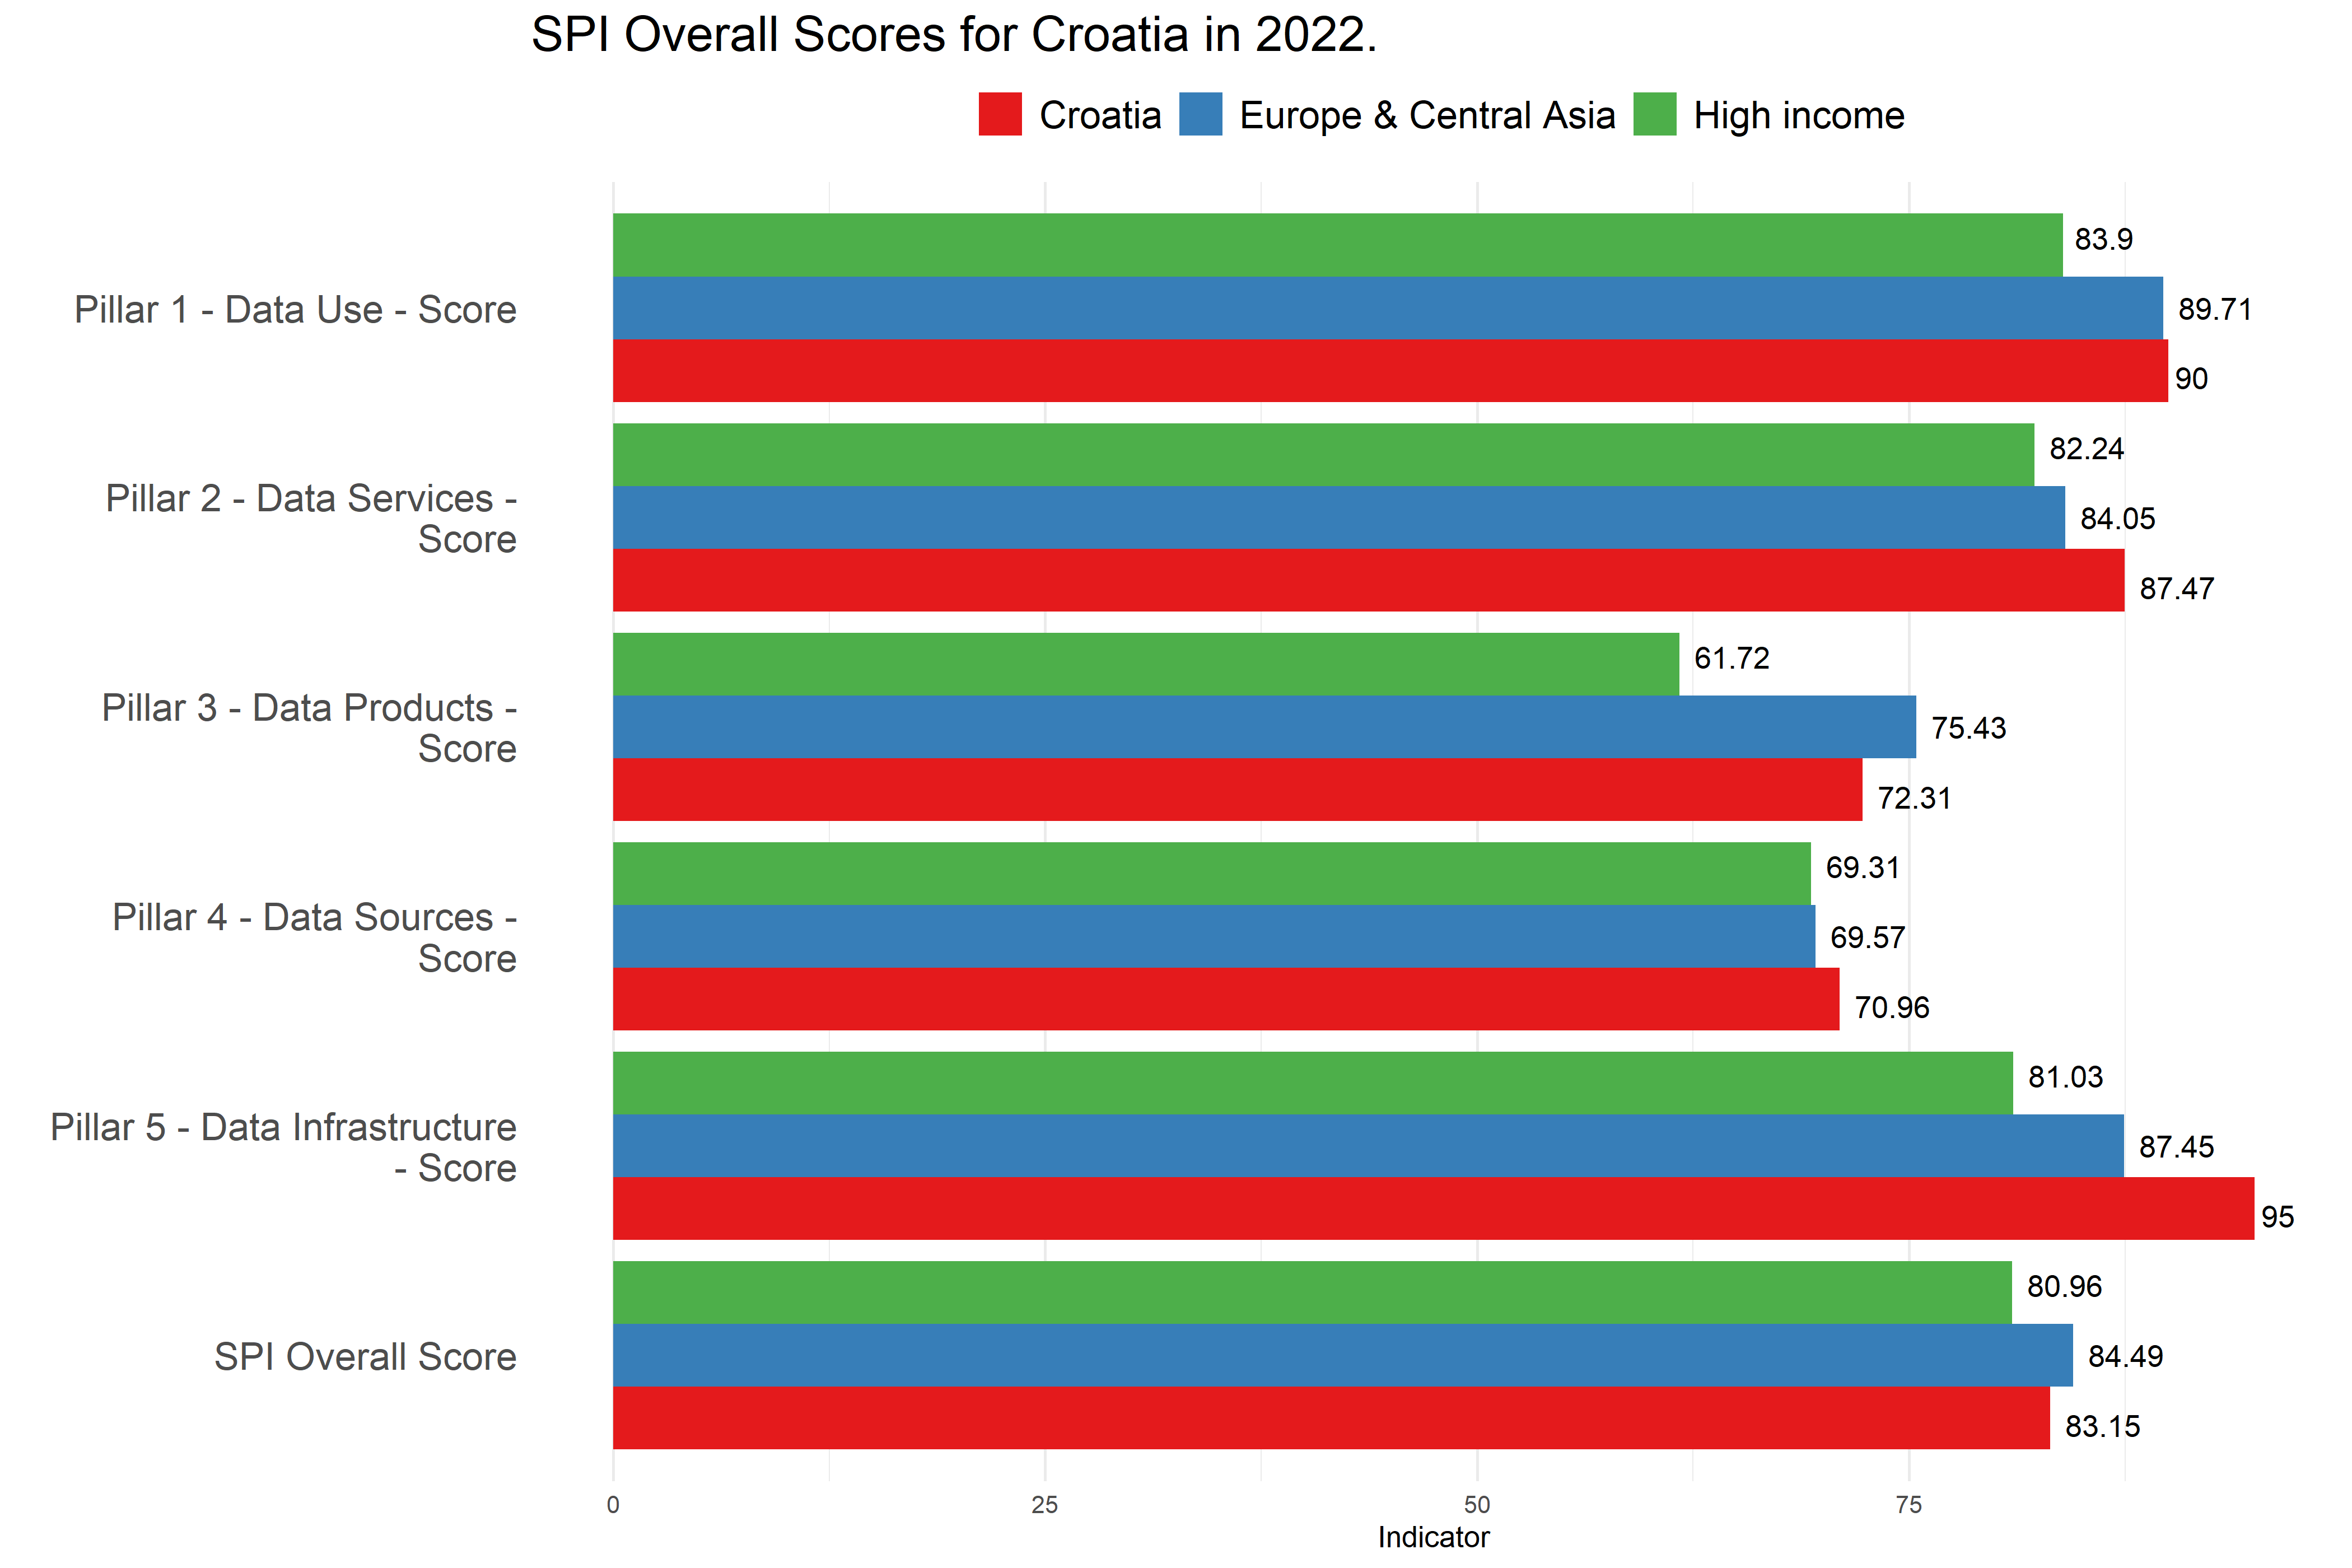 SPI Overall Scores for Croatia in 2022.
Croatia Europe & Central Asia High income
Pillar 1 - Data Use - Score
83.9
89.71
90
Pillar 2 - Data Services -
Score
82.24
84.05
87.47
Pillar 3 - Data Products -
Score
61.72
75.43
72.31
Pillar 4 - Data Sources -
Score
69.31
69.57
70.96
Pillar 5 - Data Infrastructure
- Score
81.03
87.45
95
SPI Overall Score
80.96
84.49
83.15
0 25 50 75
Indicator